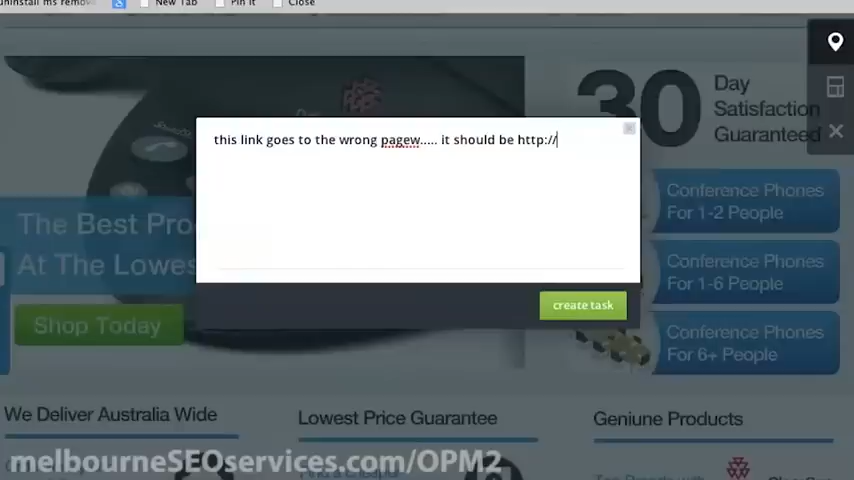 uninstall ms remov
New Tab
Pin It
Close
this link goes to the wrong pagew..... it should be http://
create task
30 Day
Satisfaction
Guaranteed
Conference Phones
For 1-2 People
Conference Phones
For 1-6 People
Conference Phones
For 6+ People
The Best Pro
At The Lowes
Shop Today
We Deliver Australia Wide
Lowest Price Guarantee
Geniune Products
melbourneSEOservices.com/OPM2